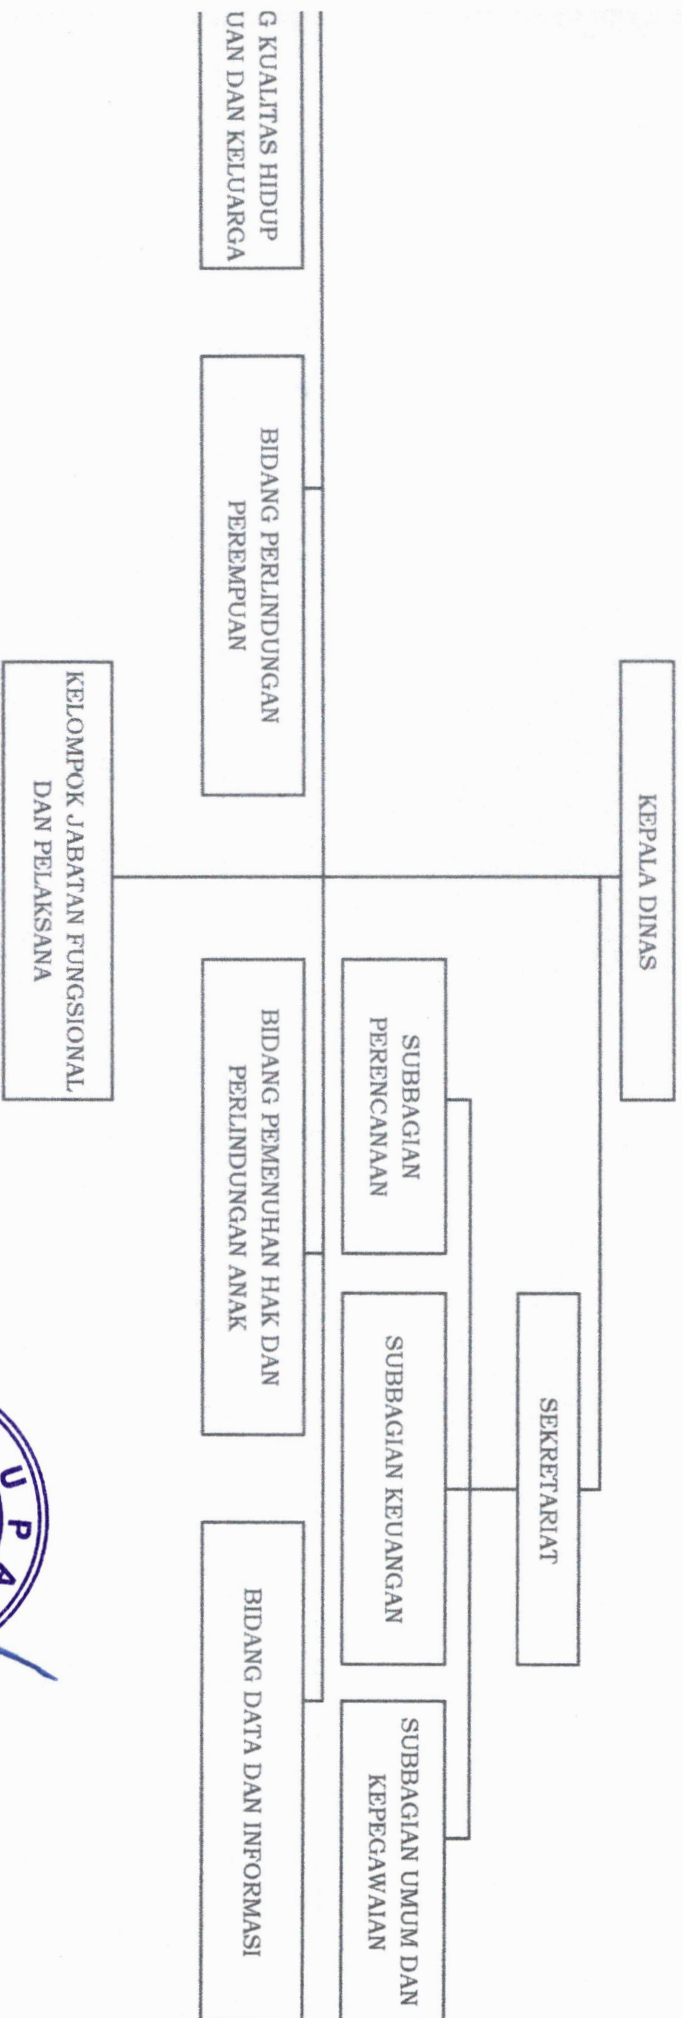 KEPALA DINAS
SEKRETARIAT
SUBBAGIAN
PERENCANAAN
SUBBAGIAN KEUANGAN
SUBBAGIAN UMUM DAN
KEPEGAWAIAN
G KUALITAS HIDUP
UAN DAN KELUARGA
BIDANG PERLINDUNGAN
PEREMPUAN
BIDANG PEMENUHAN HAK DAN
PERLINDUNGAN ANAK
BIDANG DATA DAN INFORMASI
KELOMPOK JABATAN FUNGSIONAL
DAN PELAKSANA
UPA